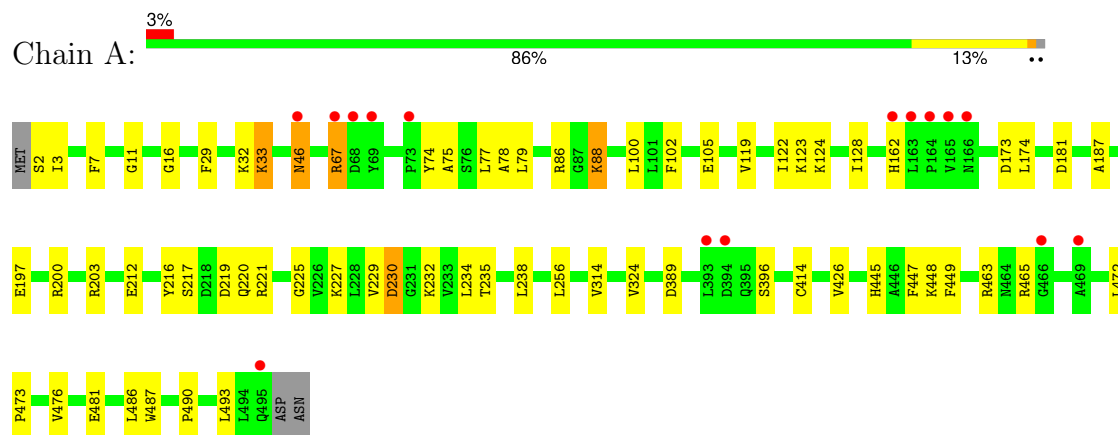 3%
Chain A:
86% 13% ••
MET S2 I3 F7 G11 G16 F29 K32 K33 N46 R67 D68 Y69 P73 Y74 A75 S76 L77 A78 L79 R86 G87 K88 L100 L101 F102 E105 V119 I122 K123 K124 I128 H162 L163 P164 V165 N166 D173 L174 D181 A187
E197 R200 R203 E212 Y216 S217 D218 D219 Q220 R221 G225 V226 K227 L228 V229 D230 G231 K232 V233 L234 T235 L238 L256 V314 V324 D389 L393 D394 Q395 S396 C414 V426 H445 A446 F447 K448 F449 R463 N464 R465 G466 A469 L472
P473 V476 E481 L486 W487 P490 L493 L494 Q495 ASP ASN